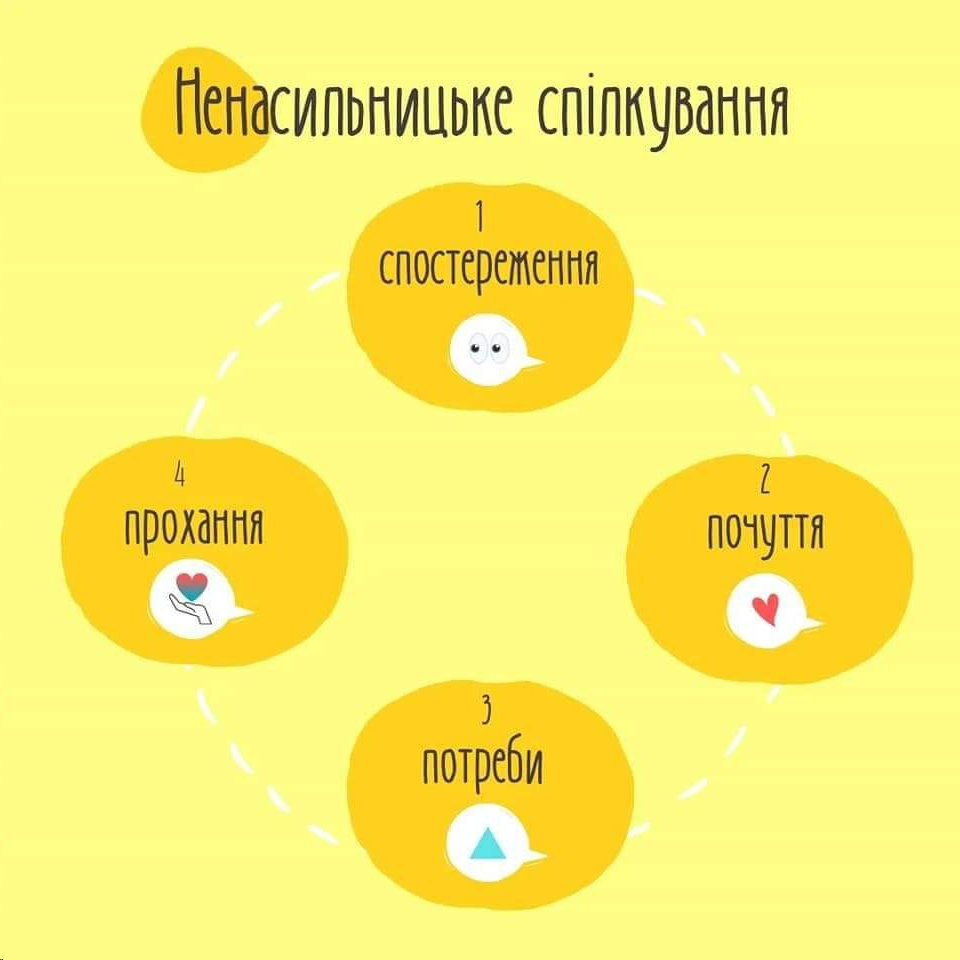 Ненасильницьке спілкування
1
спостереження
2
почуття
3
потреби
4
прохання